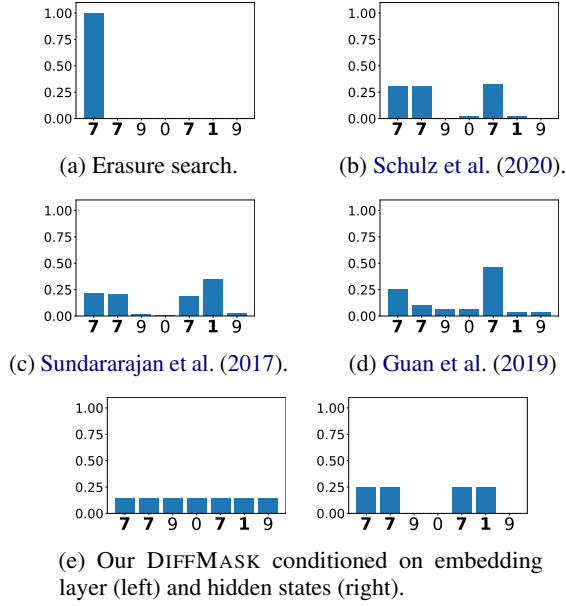 1.00
0.75
0.50
0.25
0.00
7 7 9 0 7 1 9
(a) Erasure search.
1.00
0.75
0.50
0.25
0.00
7 7 9 0 7 1 9
(b) Schulz et al. (2020).
1.00
0.75
0.50
0.25
0.00
7 7 9 0 7 1 9
(c) Sundararajan et al. (2017).
1.00
0.75
0.50
0.25
0.00
7 7 9 0 7 1 9
(d) Guan et al. (2019)
1.00
0.75
0.50
0.25
0.00
7 7 9 0 7 1 9
1.00
0.75
0.50
0.25
0.00
7 7 9 0 7 1 9
(e) Our DIFFMASK conditioned on embedding
layer (left) and hidden states (right).